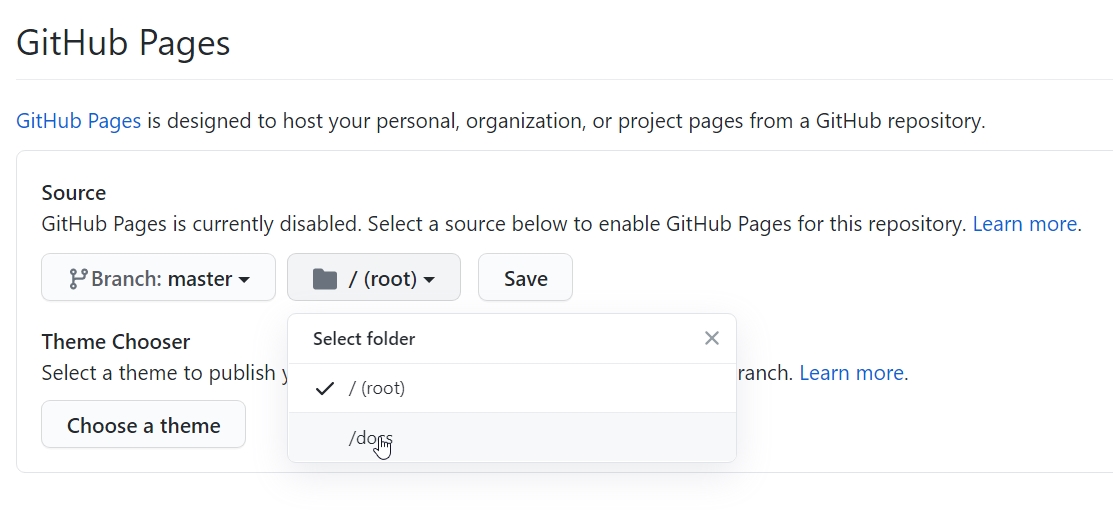 GitHub Pages
GitHub Pages is designed to host your personal, organization, or project pages from a GitHub repository.
Source
GitHub Pages is currently disabled. Select a source below to enable GitHub Pages for this repository. Learn more.
Branch: master / (root) Save
Select folder
Theme Chooser
Select a theme to publish ranch. Learn more.
/ (root)
Choose a theme
/docs